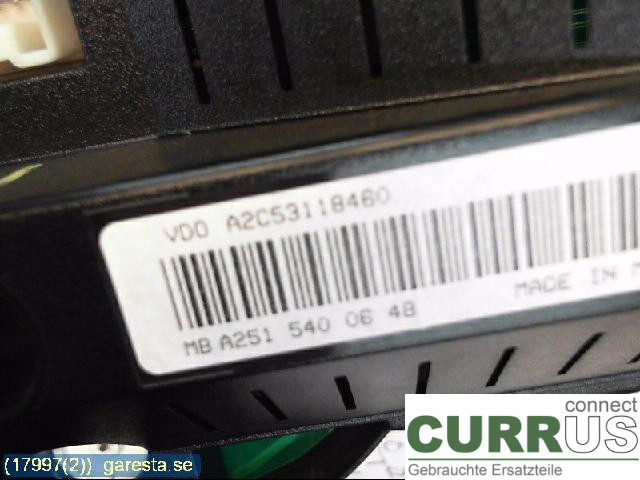 VDO A2C53118460
MB A251 540 06 48
MADE IN
connect
CURRUS
Gebrauchte Ersatzteile
(17997(2)) garesta.se